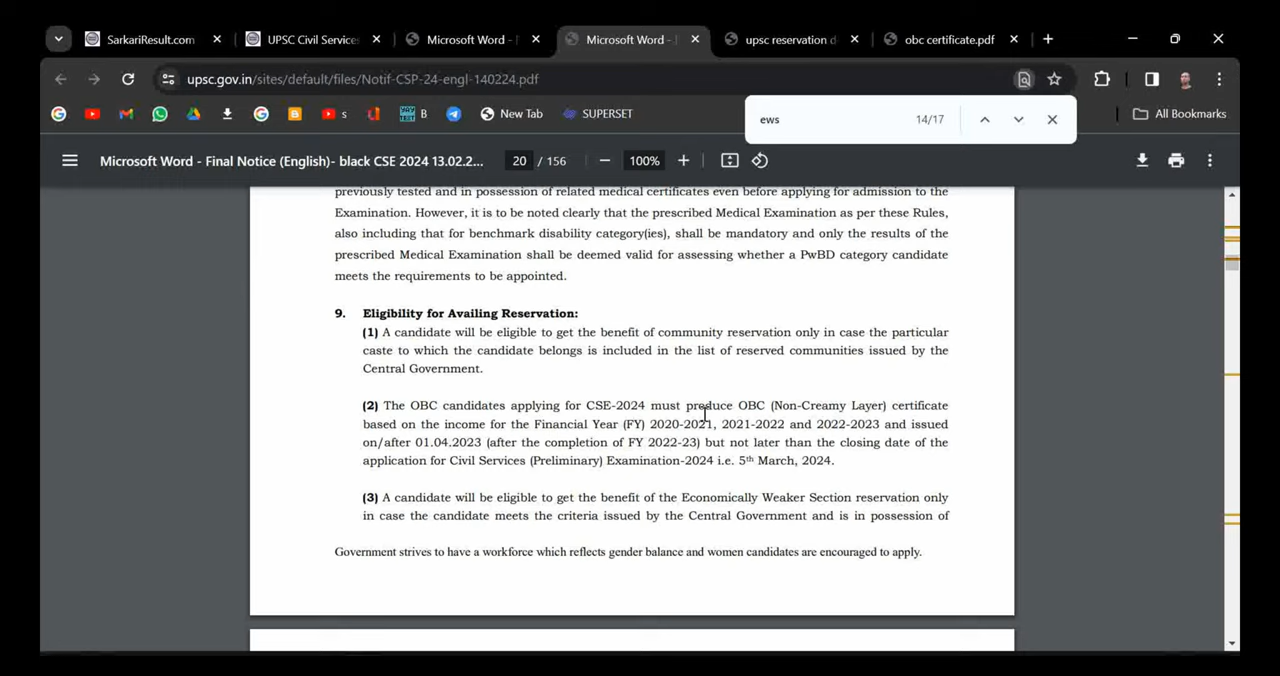 SarkariResult.com
UPSC Civil Service
Microsoft Word -
Microsoft Word -
upsc reservation d
obc certificate.pdf
upsc.gov.in/sites/default/files/Notif-CSP-24-engl-140224.pdf
s
B
New Tab
SUPERSET
All Bookmarks
ews
14/17
Microsoft Word - Final Notice (English)- black CSE 2024 13.02.2...
20 / 156
100%
previously tested and in possession of related medical certificates even before applying for admission to the
Examination. However, it is to be noted clearly that the prescribed Medical Examination as per these Rules,
also including that for benchmark disability category(ies), shall be mandatory and only the results of the
prescribed Medical Examination shall be deemed valid for assessing whether a PwBD category candidate
meets the requirements to be appointed.
9. Eligibility for Availing Reservation:
(1) A candidate will be eligible to get the benefit of community reservation only in case the particular
caste to which the candidate belongs is included in the list of reserved communities issued by the
Central Government.
(2) The OBC candidates applying for CSE-2024 must produce OBC (Non-Creamy Layer) certificate
based on the income for the Financial Year (FY) 2020-2021, 2021-2022 and 2022-2023 and issued
on/after 01.04.2023 (after the completion of FY 2022-23) but not later than the closing date of the
application for Civil Services (Preliminary) Examination-2024 i.e. 5th March, 2024.
(3) A candidate will be eligible to get the benefit of the Economically Weaker Section reservation only
in case the candidate meets the criteria issued by the Central Government and is in possession of
Government strives to have a workforce which reflects gender balance and women candidates are encouraged to apply.